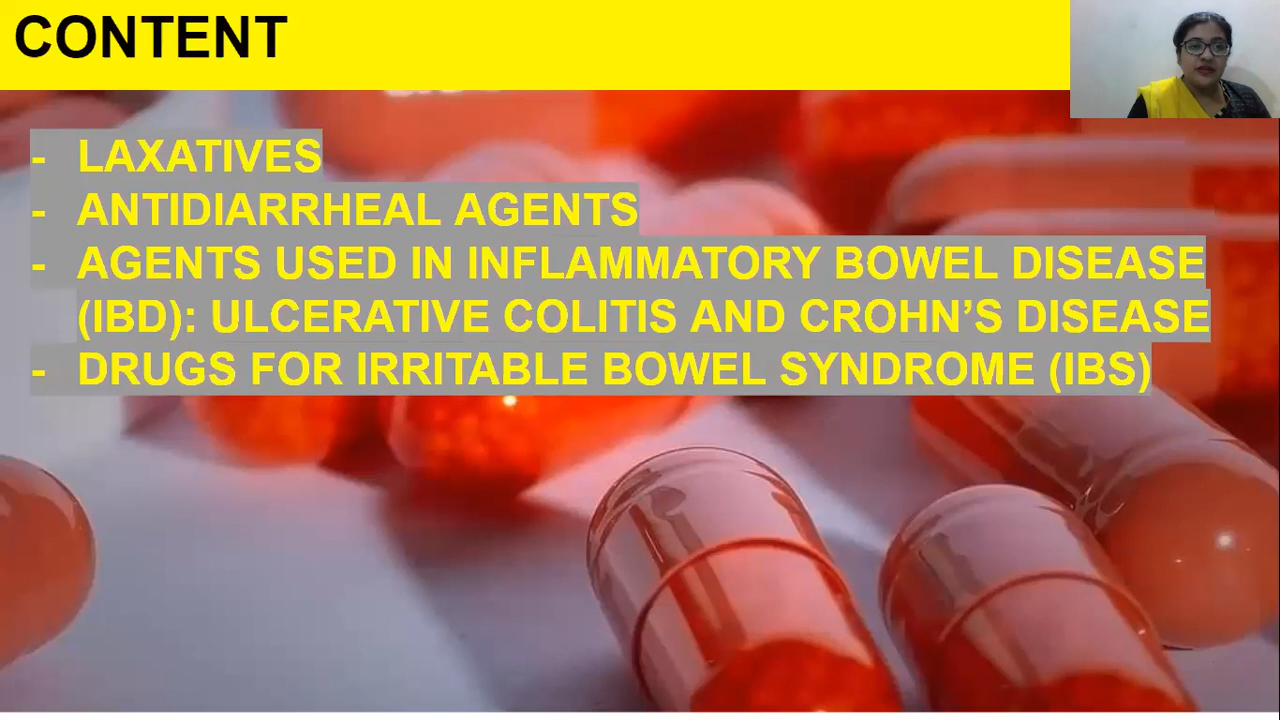 CONTENT
- LAXATIVES
- ANTIDIARRHEAL AGENTS
- AGENTS USED IN INFLAMMATORY BOWEL DISEASE
(IBD): ULCERATIVE COLITIS AND CROHN’S DISEASE
- DRUGS FOR IRRITABLE BOWEL SYNDROME (IBS)